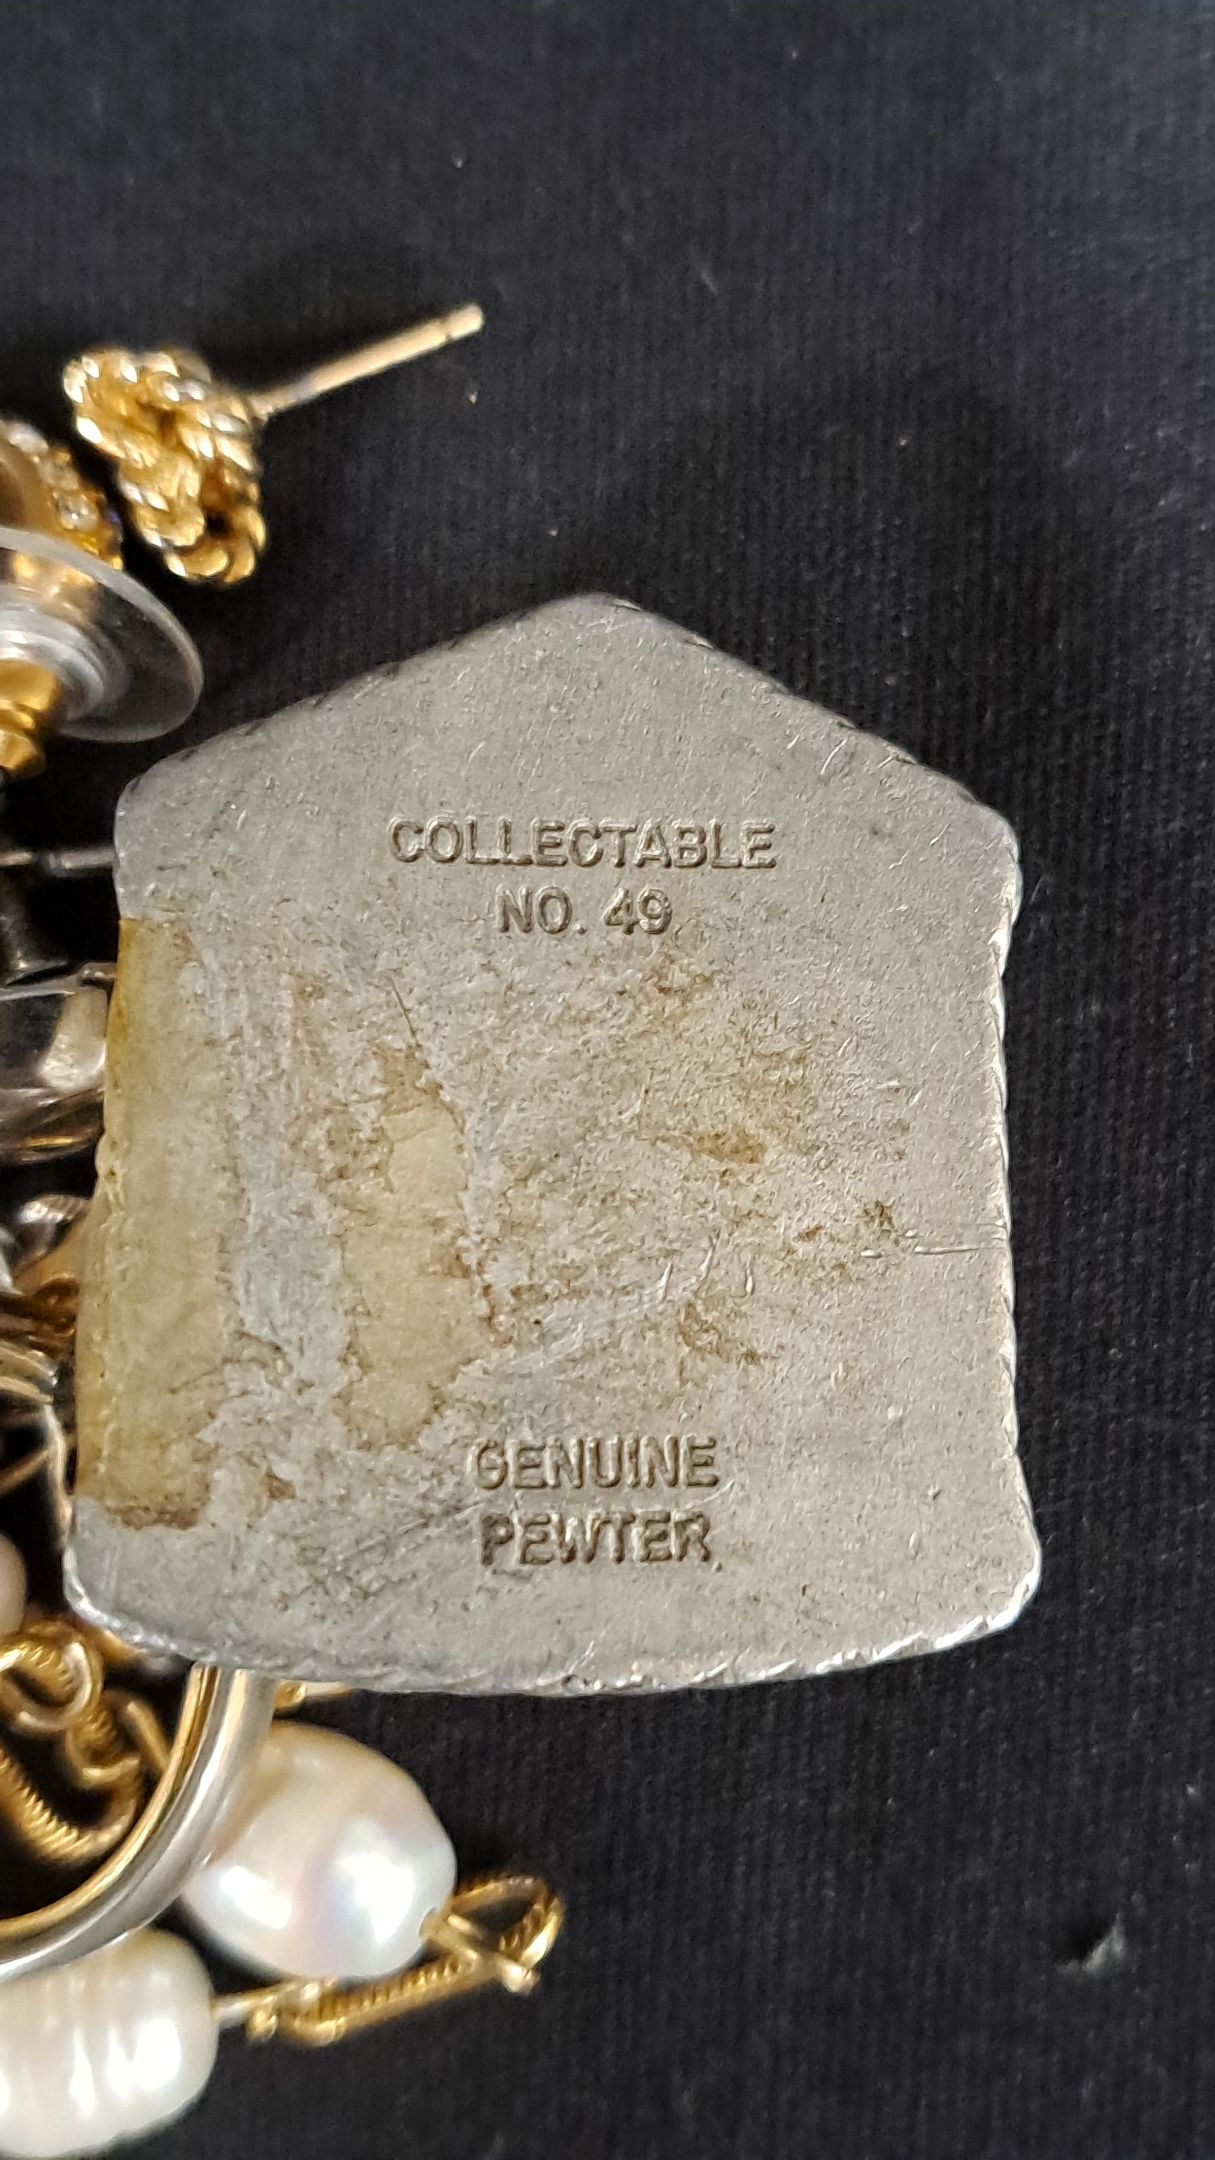 COLLECTABLE
NO. 49
GENUINE
PEWTER